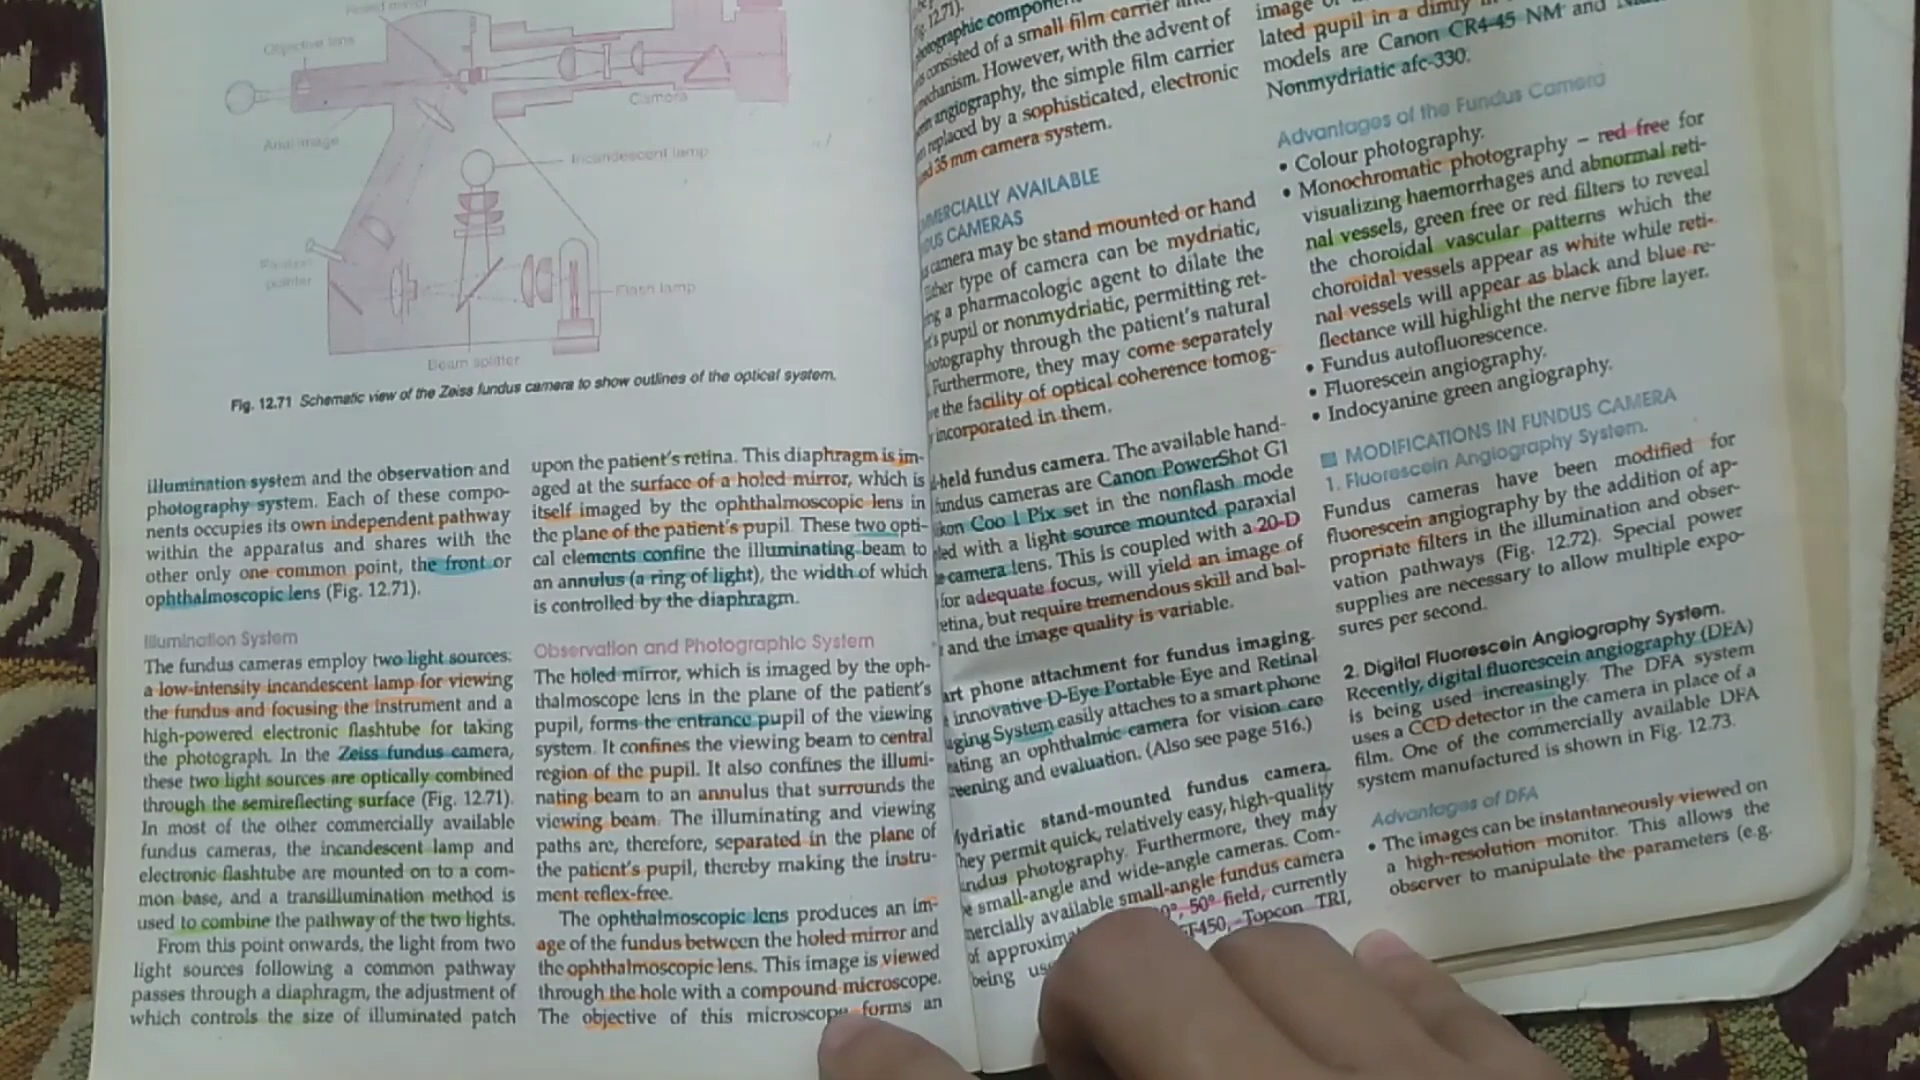 Objective lens
Camera
Incandescent lamp
pointer
Flash lamp
Beam splitter
Fig. 12.71 Schematic view of the Zeiss fundus camera to show outlines of the optical system.
illumination system and the observation and
photography system. Each of these compo-
nents occupies its own independent pathway
within the apparatus and shares with the
other only one common point, the front or
ophthalmoscopic lens (Fig. 12.71).
Illumination System
The fundus cameras employ two light sources:
a low-intensity incandescent lamp for viewing
the fundus and focusing the instrument and a
high-powered electronic flashtube for taking
the photograph. In the Zeiss fundus camera,
these two light sources are optically combined
through the semireflecting surface (Fig. 12.71).
In most of the other commercially available
fundus cameras, the incandescent lamp and
electronic flashtube are mounted on to a com-
mon base, and a transillumination method is
used to combine the pathway of the two lights.
From this point onwards, the light from two
light sources following a common pathway
passes through a diaphragm, the adjustment of
which controls the size of illuminated patch
upon the patient's retina. This diaphragm is im-
aged at the surface of a holed mirror, which is
itself imaged by the ophthalmoscopic lens in
the plane of the patient's pupil. These two opti-
cal elements confine the illuminating beam to
an annulus (a ring of light), the width of which
is controlled by the diaphragm.
Observation and Photographic System
The holed mirror, which is imaged by the oph-
thalmoscope lens in the plane of the patient's
pupil, forms the entrance pupil of the viewing
system. It confines the viewing beam to central
region of the pupil. It also confines the illumi-
nating beam to an annulus that surrounds the
viewing beam. The illuminating and viewing
paths are, therefore, separated in the plane of
the patient's pupil, thereby making the instru-
ment reflex-free.
The ophthalmoscopic lens produces an im-
age of the fundus between the holed mirror and
the ophthalmoscopic lens. This image is viewed
through the hole with a compound microscope.
The objective of this microscope forms an
12.71).
consisted of a small film carrier
However, with the advent of
angiography, the simple film carrier
replaced by a sophisticated, electronic
35 mm camera system.
AVAILABLE
CAMERAS
camera may be stand mounted or hand
type of camera can be mydriatic,
a pharmacologic agent to dilate the
pupil or nonmydriatic, permitting ret-
through the patient's natural
Furthermore, they may come separately
the facility of optical coherence tomog-
incorporated in them.
held fundus camera. The available hand-
cameras are Canon PowerShot G1
Coo l Pix set in the nonflash mode
with a light source mounted paraxial
camera lens. This is coupled with a 20-D
for adequate focus, will yield an image of
but require tremendous skill and bal-
and the image quality is variable.
phone attachment for fundus imaging.
innovative D-Eye Portable Eye and Retinal
System easily attaches to a smart phone
an ophthalmic camera for vision care
and evaluation. (Also see page 516.)
stand-mounted fundus camera.
They permit quick, relatively easy, high-quality
photography. Furthermore, they may
small-angle and wide-angle cameras. Com-
available small-angle fundus camera
of 50° field, currently
being Topcon TRI,
image
lated pupil in a dimly
models are Canon CR4-45 NM and
Nonmydriatic afc-330.
Advantages of the Fundus Camera
• Colour photography.
• Monochromatic photography – red free for
visualizing haemorrhages and abnormal reti-
nal vessels, green free or red filters to reveal
the choroidal vascular patterns which the
choroidal vessels appear as white while reti-
nal vessels will appear as black and blue re-
flectance will highlight the nerve fibre layer.
• Fundus autofluorescence.
• Fluorescein angiography.
• Indocyanine green angiography.
MODIFICATIONS IN FUNDUS CAMERA
1. Fluorescein Angiography System.
Fundus cameras have been modified for
fluorescein angiography by the addition of ap-
propriate filters in the illumination and obser-
vation pathways (Fig. 12.72). Special power
supplies are necessary to allow multiple expo-
sures per second.
2. Digital Fluorescein Angiography System.
Recently, digital fluorescein angiography (DFA)
is being used increasingly. The DFA system
uses a CCD detector in the camera in place of a
film. One of the commercially available DFA
system manufactured is shown in Fig. 12.73.
Advantages of DFA
• The images can be instantaneously viewed on
a high-resolution monitor. This allows the
observer to manipulate the parameters (e.g.